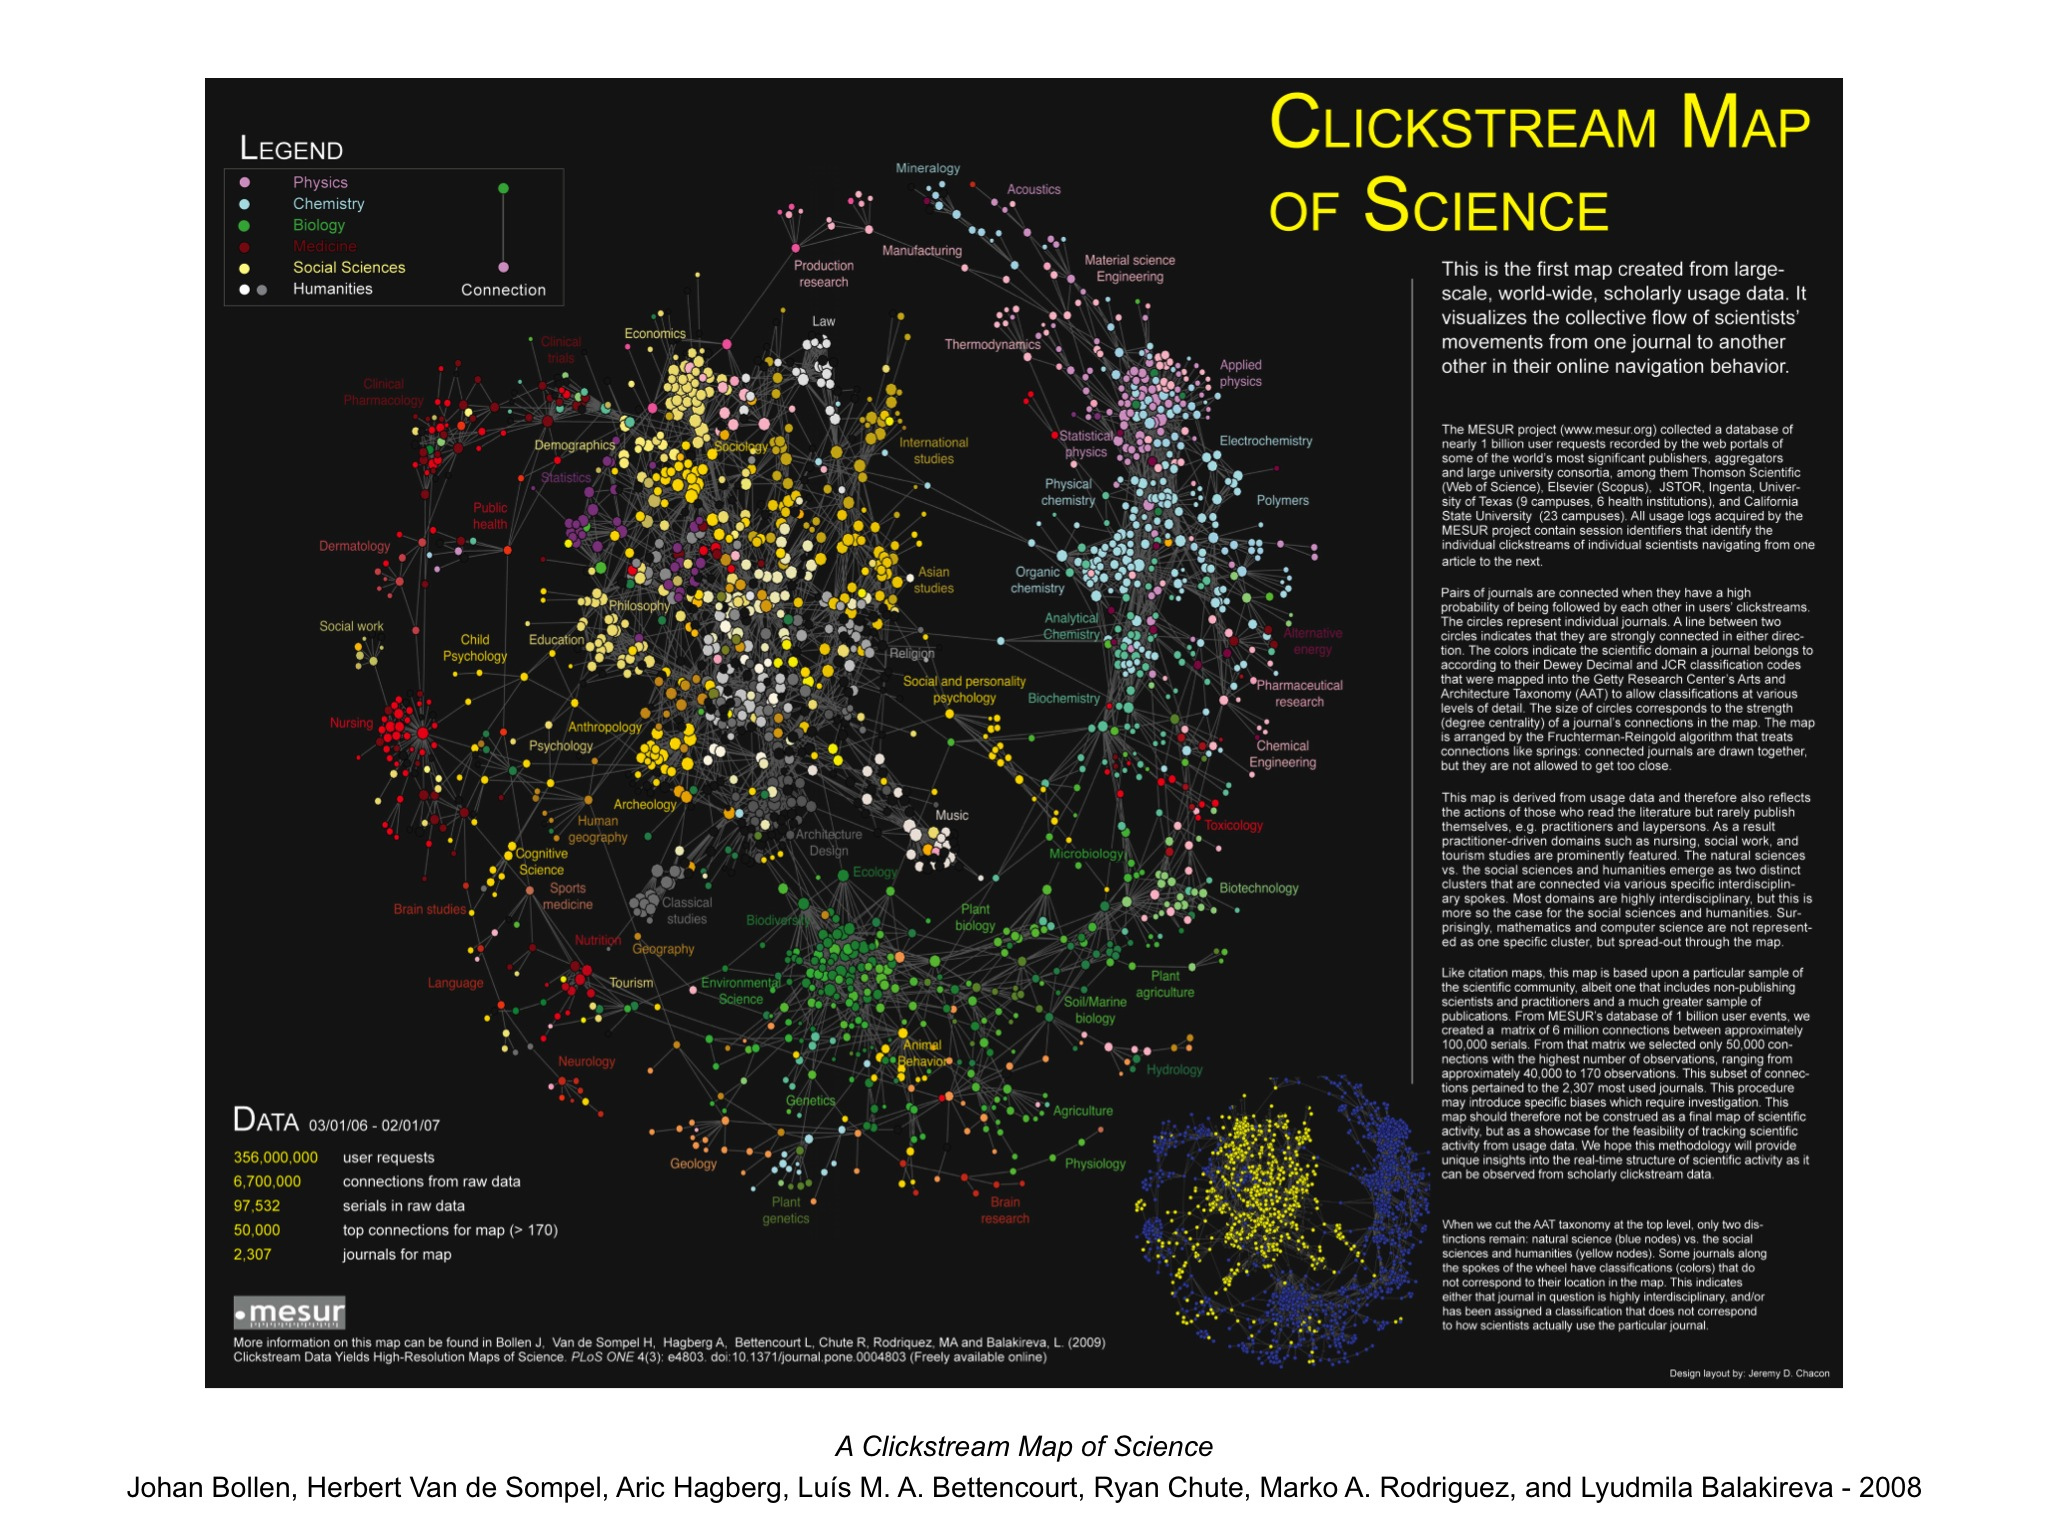 CLICKSTREAM MAP
OF SCIENCE
LEGEND
Physics
Chemistry
Biology
Medicine
Social Sciences
Humanities
Connection
Mineralogy
Acoustics
Manufacturing
Production
research
Material science
Engineering
Law
Economics
Thermodynamics
Clinical
trials
Applied
physics
Clinical
Pharmacology
Demographics
Sociology
International
studies
Statistical
physics
Electrochemistry
Statistics
Physical
chemistry
Polymers
Public
health
Dermatology
Asian
studies
Organic
chemistry
Philosophy
Social work
Child
Psychology
Education
Religion
Analytical
Chemistry
Alternative
energy
Social and personality
psychology
Biochemistry
Pharmaceutical
research
Nursing
Anthropology
Psychology
Chemical
Engineering
Archeology
Human
geography
Music
Toxicology
Architecture
Design
Cognitive
Science
Microbiology
Ecology
Sports
medicine
Biotechnology
Brain studies
Classical
studies
Biodiversity
Plant
biology
Nutrition
Geography
Language
Tourism
Environmental
Science
Plant
agriculture
Soil/Marine
biology
Animal
Behavior
Neurology
Hydrology
Genetics
Agriculture
Geology
Physiology
Plant
genetics
Brain
research
This is the first map created from large-
scale, world-wide, scholarly usage data. It
visualizes the collective flow of scientists'
movements from one journal to another
other in their online navigation behavior.
The MESUR project (www.mesur.org) collected a database of
nearly 1 billion user requests recorded by the web portals of
some of the world's most significant publishers, aggregators
and large university consortia, among them Thomson Scientific
(Web of Science), Elsevier (Scopus), JSTOR, Ingenta, Univer-
sity of Texas (9 campuses, 6 health institutions), and California
State University (23 campuses). All usage logs acquired by the
MESUR project contain session identifiers that identify the
individual clickstreams of individual scientists navigating from one
article to the next.
Pairs of journals are connected when they have a high
probability of being followed by each other in users' clickstreams.
The circles represent individual journals. A line between two
circles indicates that they are strongly connected in either direc-
tion. The colors indicate the scientific domain a journal belongs to
according to their Dewey Decimal and JCR classification codes
that were mapped into the Getty Research Center's Arts and
Architecture Taxonomy (AAT) to allow classifications at various
levels of detail. The size of circles corresponds to the strength
(degree centrality) of a journal's connections in the map. The map
is arranged by the Fruchterman-Reingold algorithm that treats
connections like springs: connected journals are drawn together,
but they are not allowed to get too close.
This map is derived from usage data and therefore also reflects
the actions of those who read the literature but rarely publish
themselves, e.g. practitioners and laypersons. As a result
practitioner-driven domains such as nursing, social work, and
tourism studies are prominently featured. The natural sciences
vs. the social sciences and humanities emerge as two distinct
clusters that are connected via various specific interdisciplin-
ary spokes. Most domains are highly interdisciplinary, but this is
more so the case for the social sciences and humanities. Sur-
prisingly, mathematics and computer science are not represent-
ed as one specific cluster, but spread-out through the map.
Like citation maps, this map is based upon a particular sample of
the scientific community, albeit one that includes non-publishing
scientists and practitioners and a much greater sample of
publications. From MESUR's database of 1 billion user events, we
created a matrix of 6 million connections between approximately
100,000 serials. From that matrix we selected only 50,000 con-
nections with the highest number of observations, ranging from
approximately 40,000 to 170 observations. This subset of connec-
tions pertained to the 2,307 most used journals. This procedure
may introduce specific biases which require investigation. This
map should therefore not be construed as a final map of scientific
activity, but as a showcase for the feasibility of tracking scientific
activity from usage data. We hope this methodology will provide
unique insights into the real-time structure of scientific activity as it
can be observed from scholarly clickstream data.
When we cut the AAT taxonomy at the top level, only two dis-
tinctions remain: natural science (blue nodes) vs. the social
sciences and humanities (yellow nodes). Some journals along
the spokes of the wheel have classifications (colors) that do
not correspond to their location in the map. This indicates
either that journal in question is highly interdisciplinary, and/or
has been assigned a classification that does not correspond
to how scientists actually use the particular journal.
DATA 03/01/06 - 02/01/07
356,000,000 user requests
6,700,000 connections from raw data
97,532 serials in raw data
50,000 top connections for map (> 170)
2,307 journals for map
mesur
More information on this map can be found in Bollen J, Van de Sompel H, Hagberg A, Bettencourt L, Chute R, Rodriquez, MA and Balakireva, L. (2009)
Clickstream Data Yields High-Resolution Maps of Science. PLoS ONE 4(3): e4803. doi:10.1371/journal.pone.0004803 (Freely available online)
Design layout by: Jeremy D. Chacon
A Clickstream Map of Science
Johan Bollen, Herbert Van de Sompel, Aric Hagberg, Luís M. A. Bettencourt, Ryan Chute, Marko A. Rodriguez, and Lyudmila Balakireva - 2008